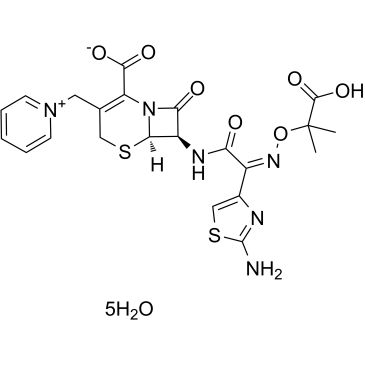 -O O
N+ N O
S H N H O N O O OH
S N NH2
5H2O